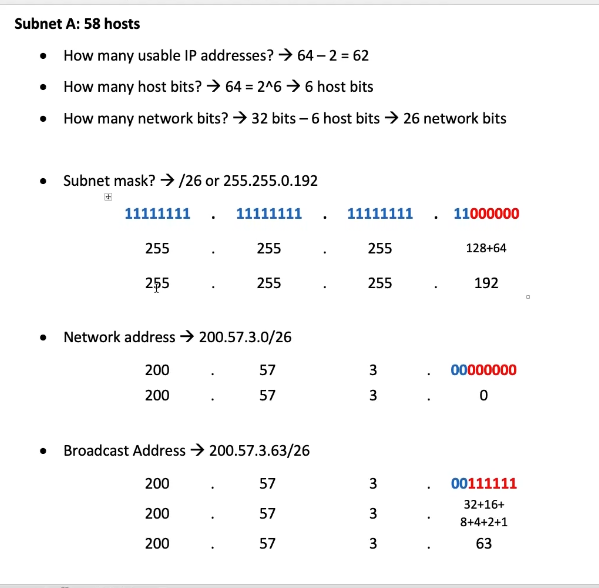 Subnet A: 58 hosts
• How many usable IP addresses? → 64 – 2 = 62
• How many host bits? → 64 = 2^6 → 6 host bits
• How many network bits? → 32 bits – 6 host bits → 26 network bits
• Subnet mask? → /26 or 255.255.0.192
11111111 . 11111111 . 11111111 . 11000000
255 . 255 . 255 128+64
255 . 255 . 255 . 192
• Network address → 200.57.3.0/26
200 . 57 3 . 00000000
200 . 57 3 . 0
• Broadcast Address → 200.57.3.63/26
200 . 57 3 . 00111111
200 . 57 3 . 32+16+
8+4+2+1
200 . 57 3 . 63